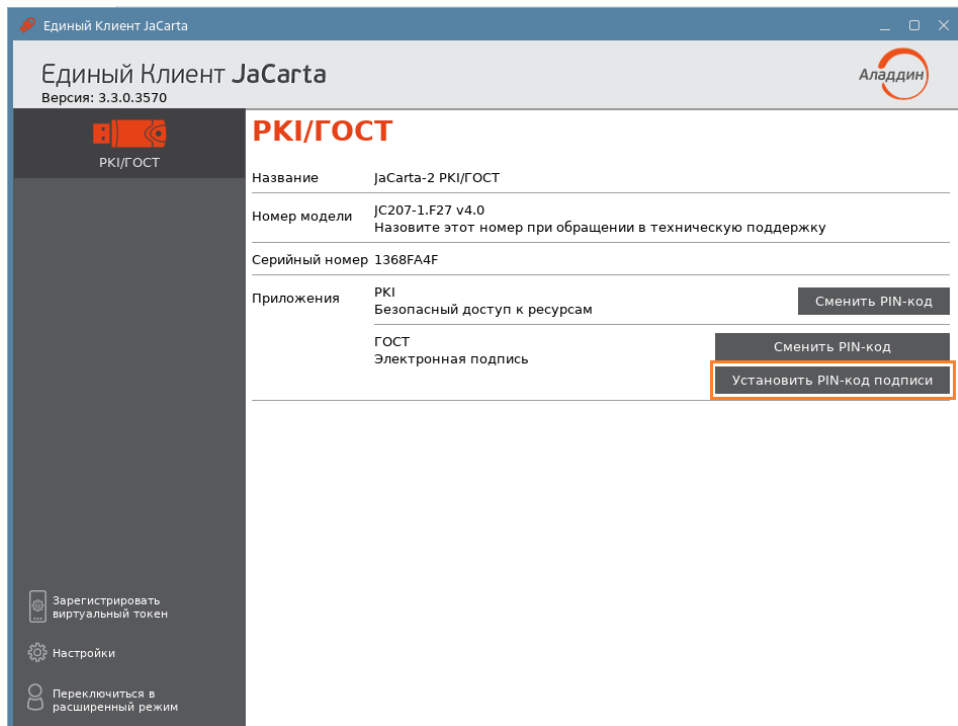 Единый Клиент JaCarta
Единый Клиент JaCarta
Версия: 3.3.0.3570
Аладдин
PKI/ГОСТ
PKI/ГОСТ
Название JaCarta-2 PKI/ГОСТ
Номер модели JC207-1.F27 v4.0
Назовите этот номер при обращении в техническую поддержку
Серийный номер 1368FA4F
Приложения PKI
Безопасный доступ к ресурсам
Сменить PIN-код
ГОСТ
Электронная подпись
Сменить PIN-код
Установить PIN-код подписи
Зарегистрировать
виртуальный токен
Настройки
Переключиться в
расширенный режим